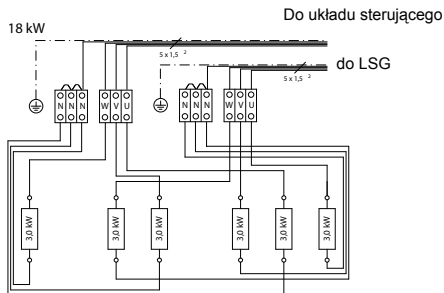 Do układu sterującego
18 kW
5 x 1,5 2
do LSG
5 x 1,5 2
N N N W V U N N N W V U
3,0 kW 3,0 kW 3,0 kW 3,0 kW 3,0 kW 3,0 kW